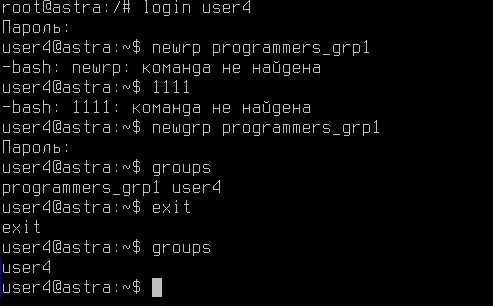 root@astra:/# login user4
Пароль:
user4@astra:~$ newrp programmers_grp1
-bash: newrp: команда не найдена
user4@astra:~$ 1111
-bash: 1111: команда не найдена
user4@astra:~$ newgrp programmers_grp1
Пароль:
user4@astra:~$ groups
programmers_grp1 user4
user4@astra:~$ exit
exit
user4@astra:~$ groups
user4
user4@astra:~$